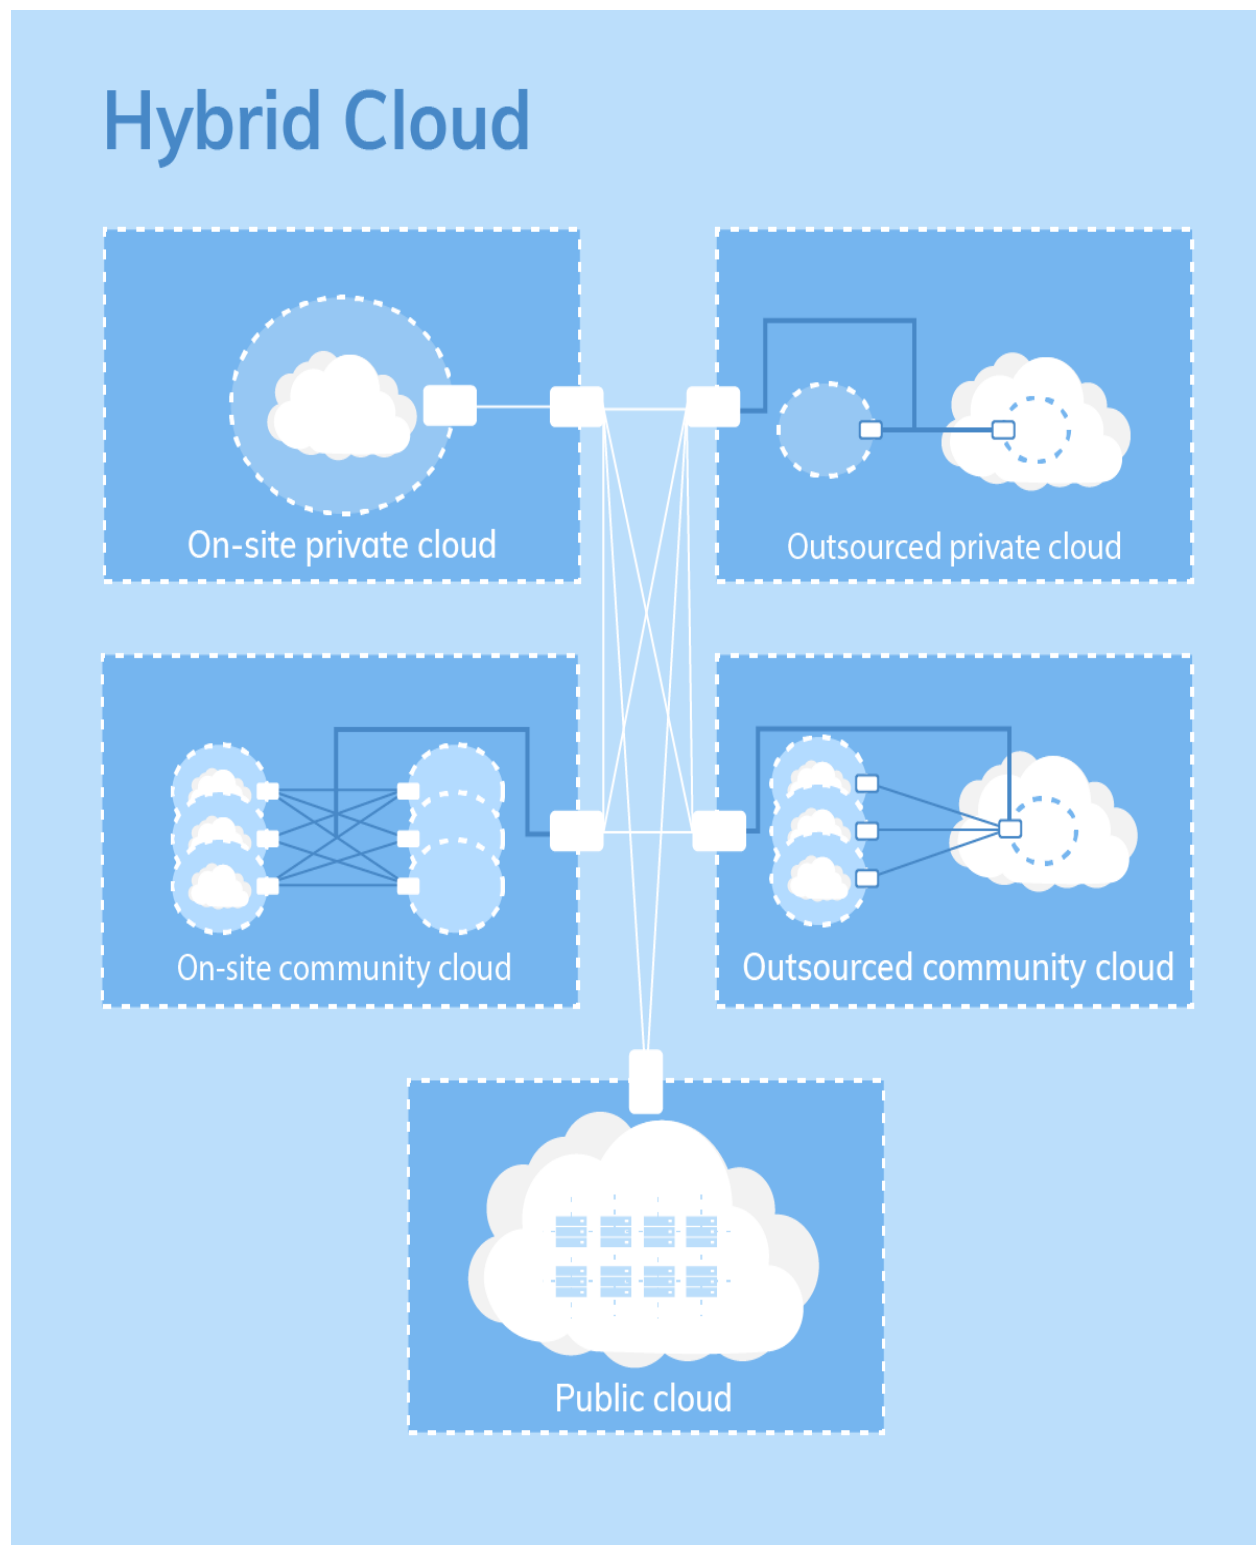 Hybrid Cloud
On-site private cloud
Outsourced private cloud
On-site community cloud
Outsourced community cloud
Public cloud